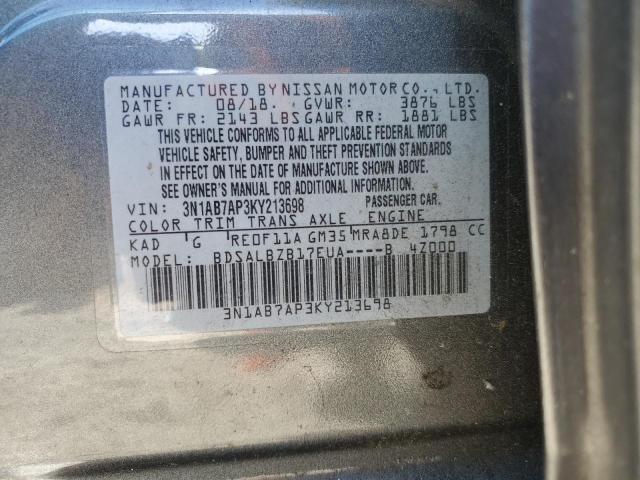 MANUFACTURED BY NISSAN MOTOR CO., LTD.
DATE: 08/18. GVWR: 3876 LBS
GAWR FR: 2143 LBS GAWR RR: 1881 LBS
THIS VEHICLE CONFORMS TO ALL APPLICABLE FEDERAL MOTOR
VEHICLE SAFETY, BUMPER AND THEFT PREVENTION STANDARDS
IN EFFECT ON THE DATE OF MANUFACTURE SHOWN ABOVE.
SEE OWNER'S MANUAL FOR ADDITIONAL INFORMATION.
VIN: 3N1AB7AP3KY213698 PASSENGER CAR.
COLOR TRIM TRANS AXLE ENGINE
KAD G RE0F11A GM35 MRA8DE 1798 CC
MODEL: BDSALBZB17EUA----B 4Z000
3N1AB7AP3KY213698